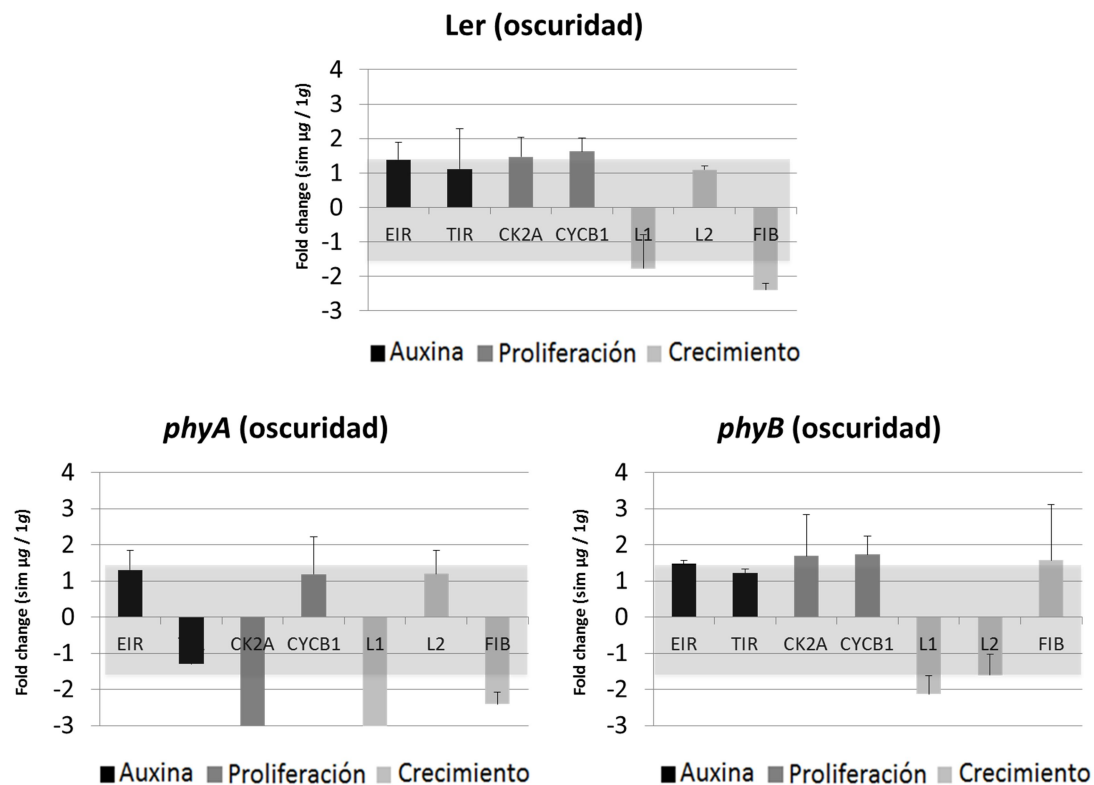 Ler (oscuridad)
Fold change (sim µg / 1g)
4
3
2
1
0
-1
-2
-3
EIR TIR CK2A CYCB1 L1 L2 FIB
Auxina Proliferación Crecimiento
phyA (oscuridad)
Fold change (sim µg / 1g)
4
3
2
1
0
-1
-2
-3
EIR CK2A CYCB1 L1 L2 FIB
Auxina Proliferación Crecimiento
phyB (oscuridad)
Fold change (sim µg / 1g)
4
3
2
1
0
-1
-2
-3
EIR TIR CK2A CYCB1 L1 L2 FIB
Auxina Proliferación Crecimiento